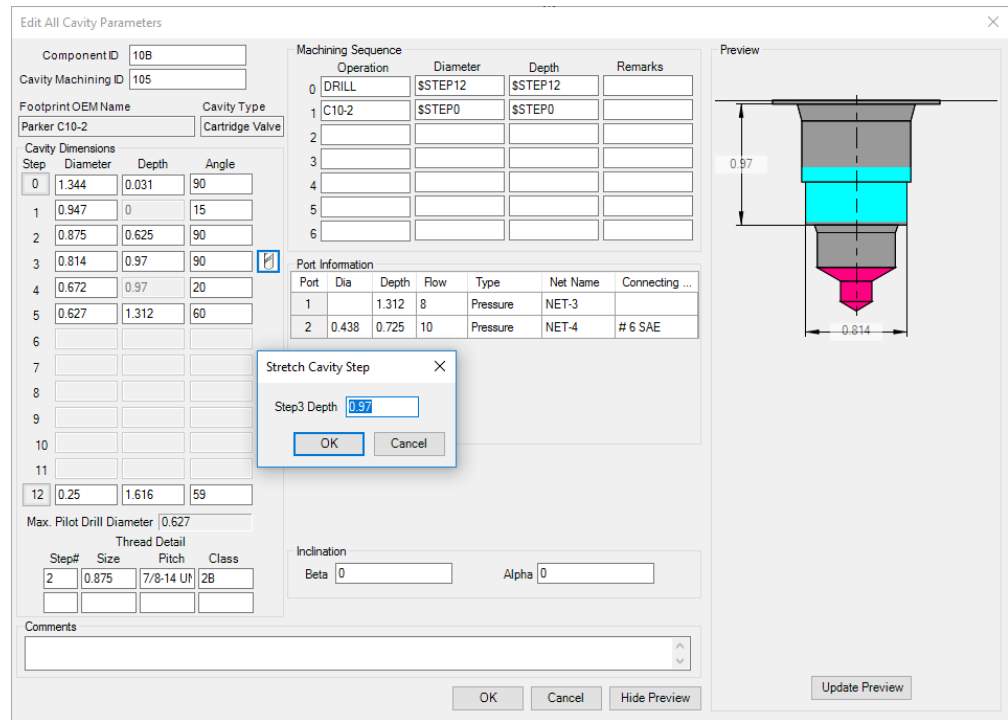 Edit All Cavity Parameters
Component ID 10B
Cavity Machining ID 105
Footprint OEM Name Cavity Type
Parker C10-2 Cartridge Valve
Cavity Dimensions
Step Diameter Depth Angle
0 1.344 0.031 90
1 0.947 0 15
2 0.875 0.625 90
3 0.814 0.97 90
4 0.672 0.97 20
5 0.627 1.312 60
6
7
8
9
10
11
12 0.25 1.616 59
Max. Pilot Drill Diameter 0.627
Thread Detail
Step# Size Pitch Class
2 0.875 7/8-14 UN 2B
Machining Sequence
Operation Diameter Depth Remarks
0 DRILL $STEP12 $STEP12
1 C10-2 $STEP0 $STEP0
2
3
4
5
6
Port Information
Port Dia Depth Flow Type Net Name Connecting ...
1 1.312 8 Pressure NET-3
2 0.438 0.725 10 Pressure NET-4 # 6 SAE
Stretch Cavity Step
Step3 Depth 0.97
OK Cancel
Inclination
Beta 0 Alpha 0
Preview
0.97
0.814
Update Preview
Comments
OK Cancel Hide Preview